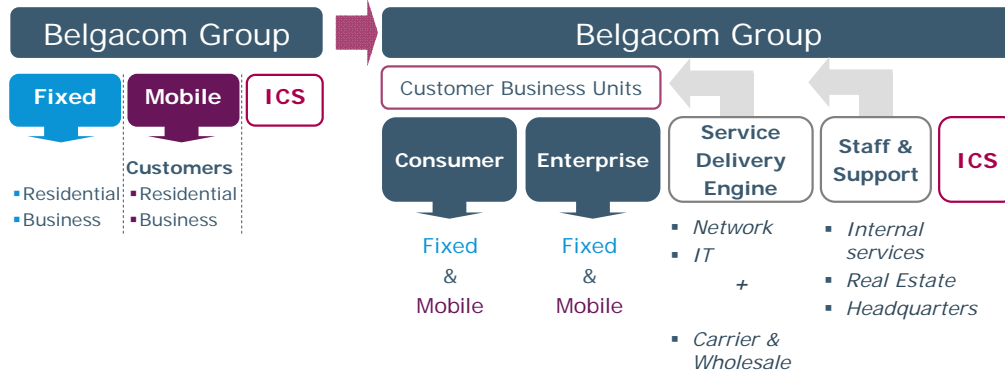 Belgacom Group
Fixed
Mobile
ICS
Customers
▪ Residential
▪ Business
▪ Residential
▪ Business
Belgacom Group
Customer Business Units
Consumer
Enterprise
Service
Delivery
Engine
Staff &
Support
ICS
Fixed
&
Mobile
Fixed
&
Mobile
▪ Network
▪ IT
+
▪ Carrier &
Wholesale
▪ Internal
services
▪ Real Estate
▪ Headquarters